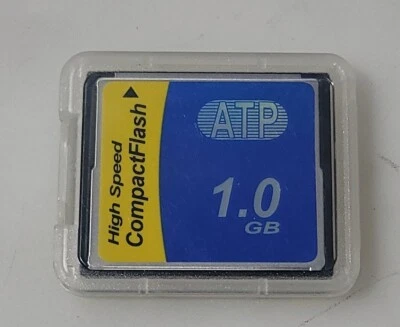 High Speed
CompactFlash
ATP
1.0
GB